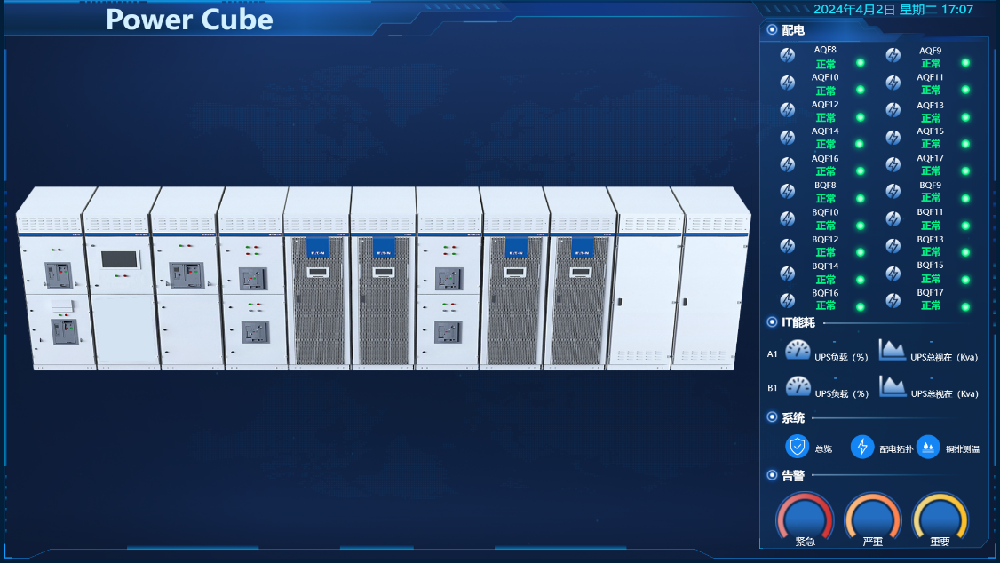 Power Cube
2024年4月2日 星期二 17:07
配电
AQF8 AQF9
正常 正常
AQF10 AQF11
正常 正常
AQF12 AQF13
正常 正常
AQF14 AQF15
正常 正常
AQF16 AQF17
正常 正常
BQF8 BQF9
正常 正常
BQF10 BQF11
正常 正常
BQF12 BQF13
正常 正常
BQF14 BQF15
正常 正常
BQF16 BQF17
正常 正常
IT能耗
- -
A1 UPS负载（%） UPS总视在（Kva）
- -
B1 UPS负载（%） UPS总视在（Kva）
系统
总览 配电拓扑 铜排测温
告警
紧急 严重 重要
E·T·N E·T·N E·T·N E·T·N